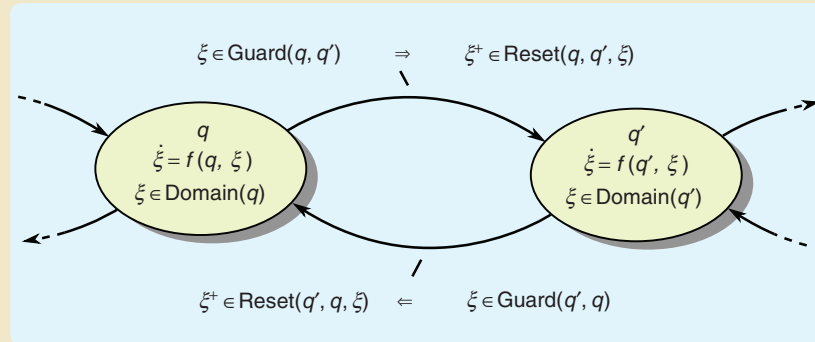 ξ ∈ Guard(q, q′) ⇒ ξ⁺ ∈ Reset(q, q′, ξ)
q
ξ̇ = f(q, ξ)
ξ ∈ Domain(q)
q′
ξ̇ = f(q′, ξ)
ξ ∈ Domain(q′)
ξ⁺ ∈ Reset(q′, q, ξ) ⇐ ξ ∈ Guard(q′, q)